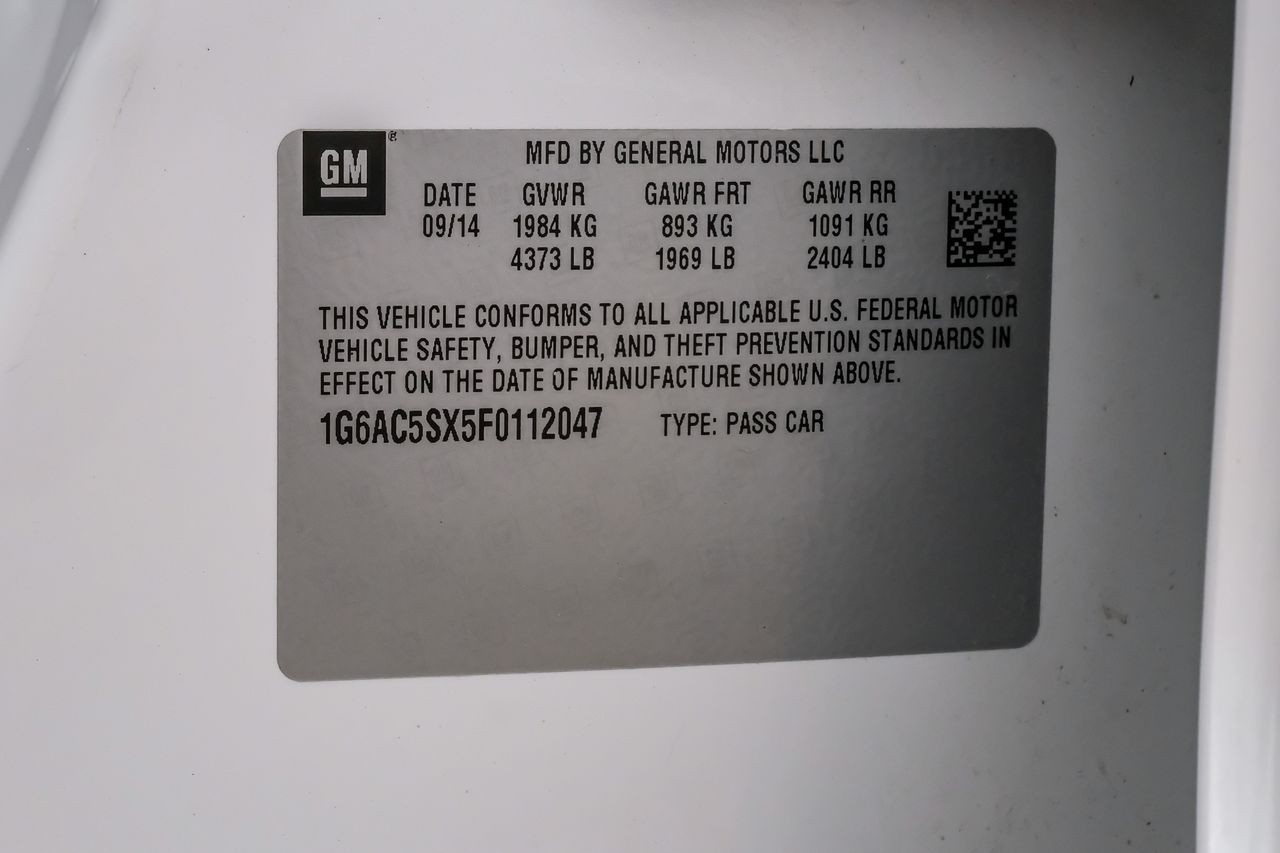 GM®
MFD BY GENERAL MOTORS LLC
DATE GVWR GAWR FRT GAWR RR
09/14 1984 KG 893 KG 1091 KG
4373 LB 1969 LB 2404 LB
THIS VEHICLE CONFORMS TO ALL APPLICABLE U.S. FEDERAL MOTOR
VEHICLE SAFETY, BUMPER, AND THEFT PREVENTION STANDARDS IN
EFFECT ON THE DATE OF MANUFACTURE SHOWN ABOVE.
1G6AC5SX5F0112047 TYPE: PASS CAR